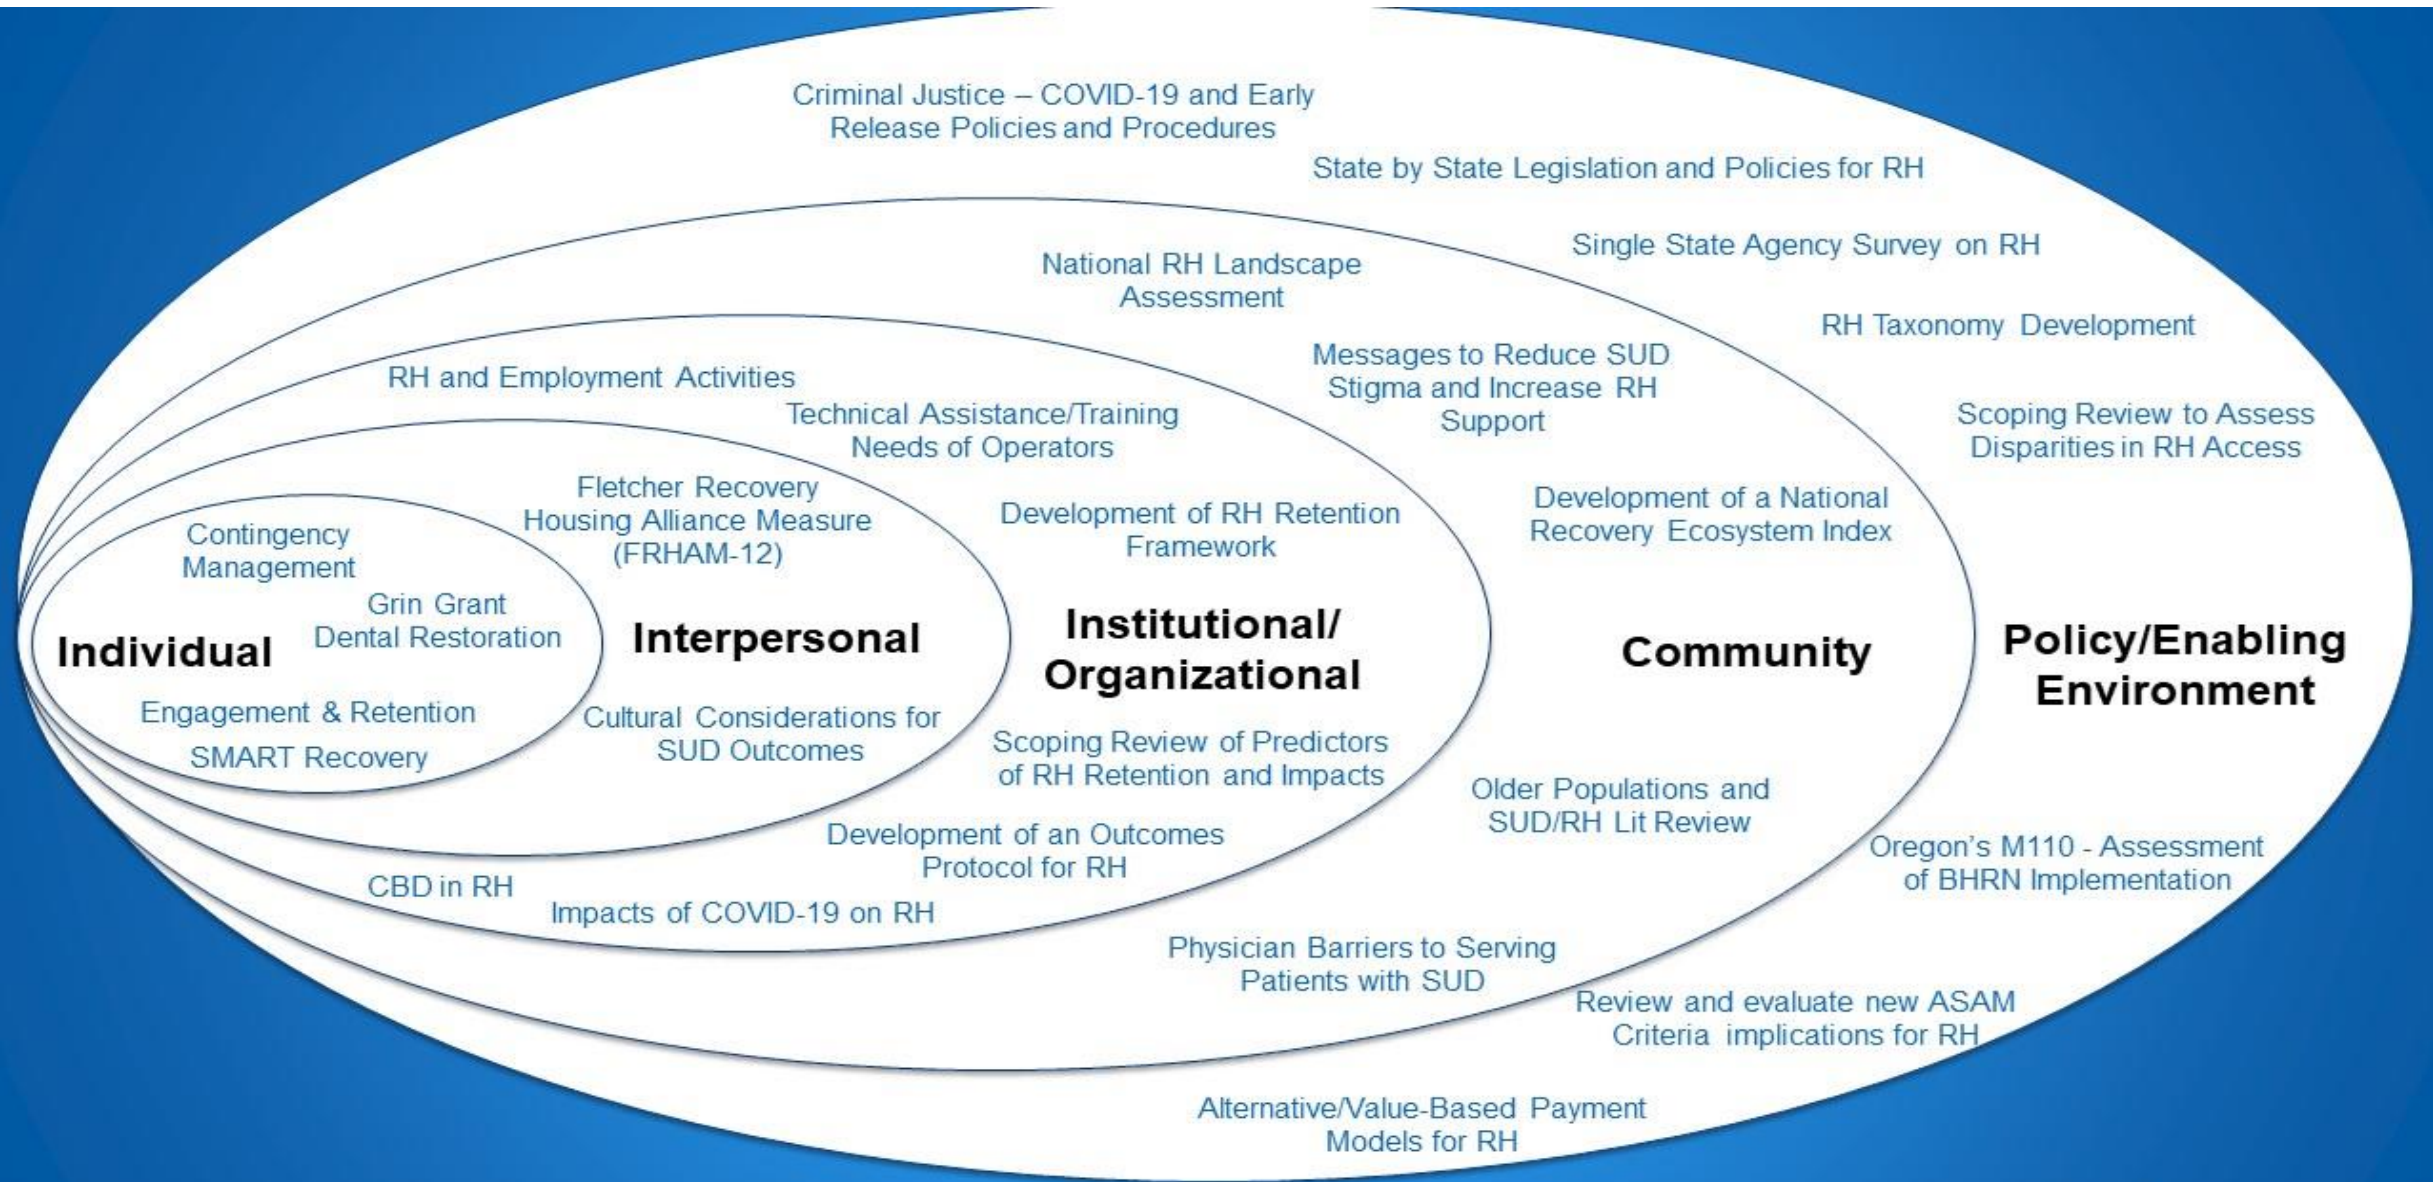 Criminal Justice – COVID-19 and Early
Release Policies and Procedures
State by State Legislation and Policies for RH
Single State Agency Survey on RH
National RH Landscape
Assessment
RH Taxonomy Development
Messages to Reduce SUD
Stigma and Increase RH
Support
RH and Employment Activities
Technical Assistance/Training
Needs of Operators
Scoping Review to Assess
Disparities in RH Access
Fletcher Recovery
Housing Alliance Measure
(FRHAM-12)
Development of RH Retention
Framework
Development of a National
Recovery Ecosystem Index
Contingency
Management
Grin Grant
Dental Restoration
Individual
Interpersonal
Institutional/
Organizational
Community
Policy/Enabling
Environment
Engagement & Retention
SMART Recovery
Cultural Considerations for
SUD Outcomes
Scoping Review of Predictors
of RH Retention and Impacts
Older Populations and
SUD/RH Lit Review
Development of an Outcomes
Protocol for RH
Oregon's M110 - Assessment
of BHRN Implementation
CBD in RH
Impacts of COVID-19 on RH
Physician Barriers to Serving
Patients with SUD
Review and evaluate new ASAM
Criteria implications for RH
Alternative/Value-Based Payment
Models for RH